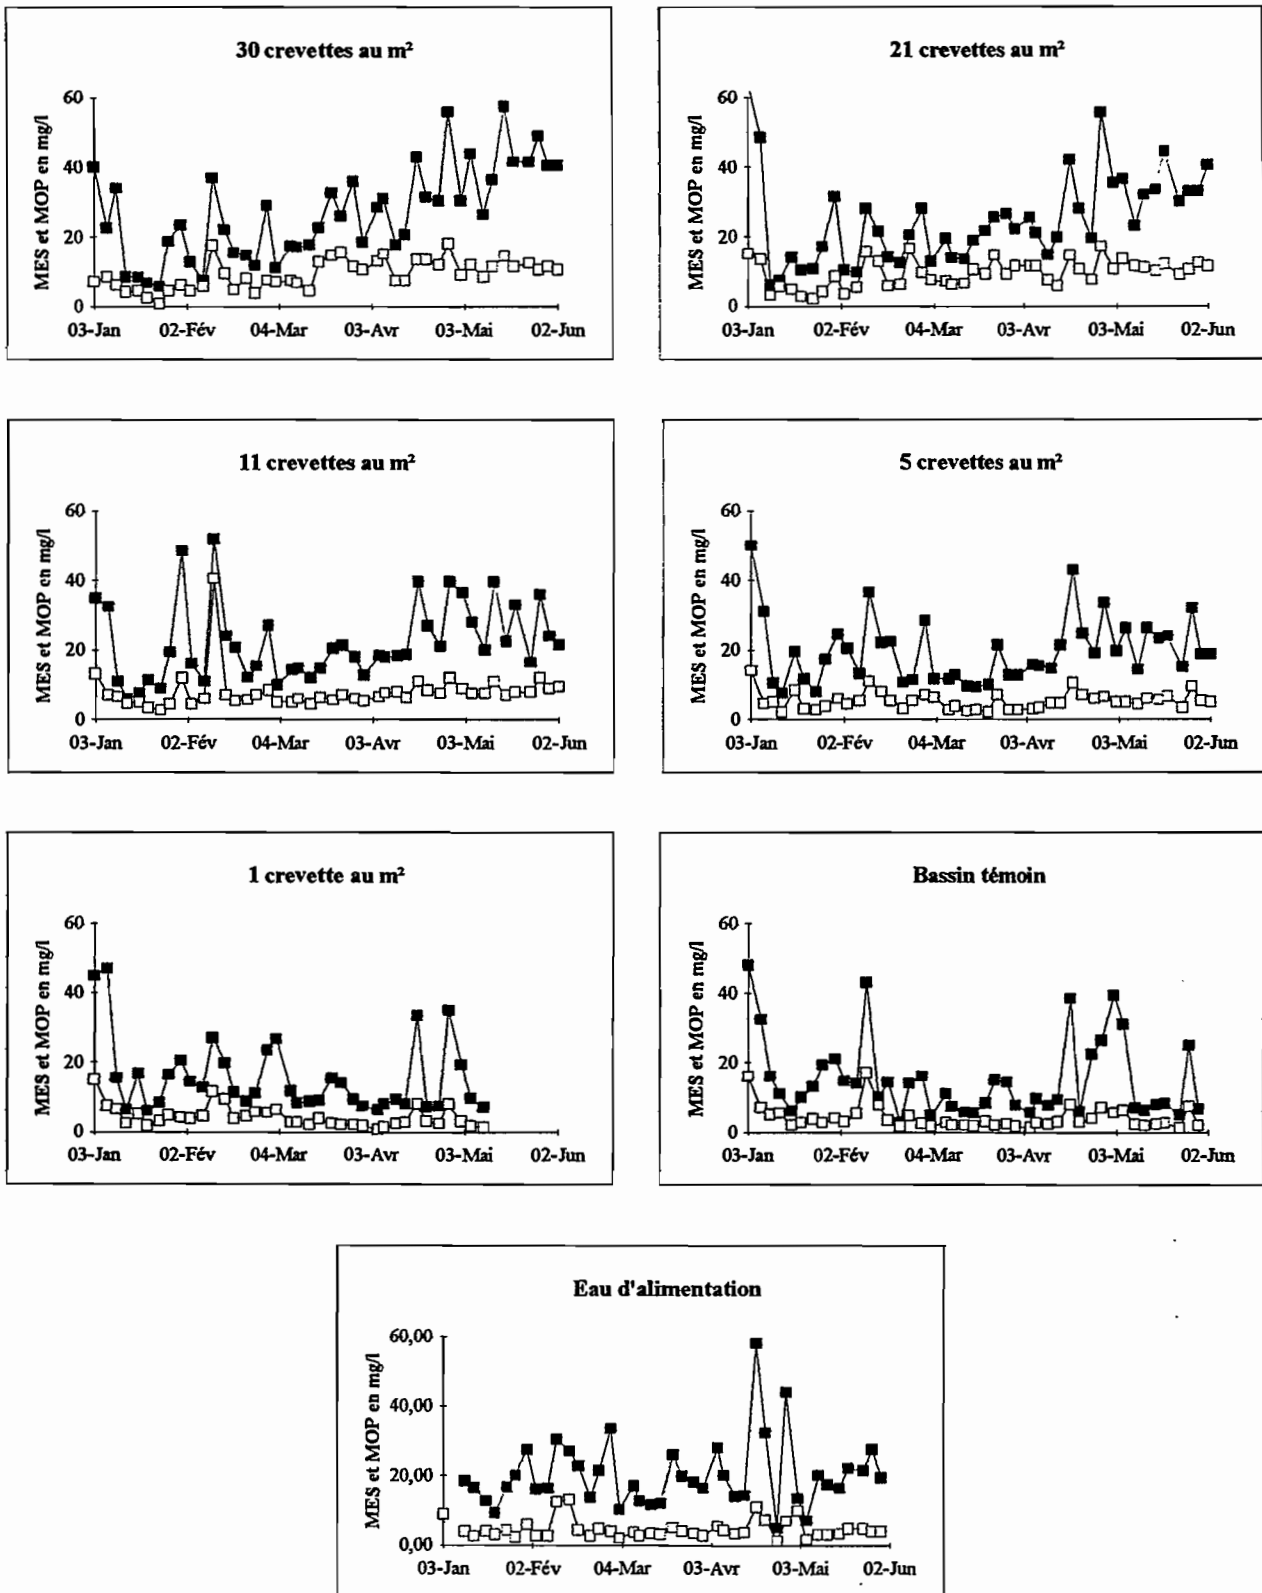 30 crevettes au m²
MES et MOP en mg/l
60
40
20
0
03-Jan 02-Fév 04-Mar 03-Avr 03-Mai 02-Jun
21 crevettes au m²
MES et MOP en mg/l
60
40
20
0
03-Jan 02-Fév 04-Mar 03-Avr 03-Mai 02-Jun
11 crevettes au m²
MES et MOP en mg/l
60
40
20
0
03-Jan 02-Fév 04-Mar 03-Avr 03-Mai 02-Jun
5 crevettes au m²
MES et MOP en mg/l
60
40
20
0
03-Jan 02-Fév 04-Mar 03-Avr 03-Mai 02-Jun
1 crevette au m²
MES et MOP en mg/l
60
40
20
0
03-Jan 02-Fév 04-Mar 03-Avr 03-Mai 02-Jun
Bassin témoin
MES et MOP en mg/l
60
40
20
0
03-Jan 02-Fév 04-Mar 03-Avr 03-Mai 02-Jun
Eau d'alimentation
MES et MOP en mg/l
60,00
40,00
20,00
0,00
03-Jan 02-Fév 04-Mar 03-Avr 03-Mai 02-Jun